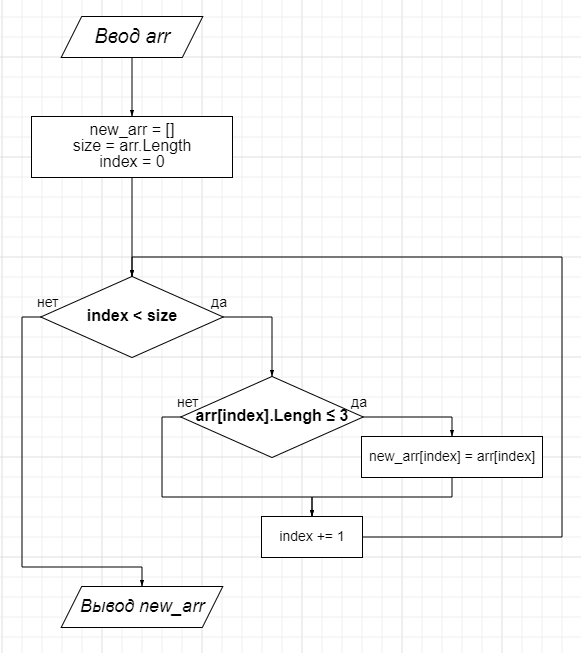 Ввод arr
new_arr = []
size = arr.Length
index = 0
нет
да
index < size
нет
да
arr[index].Lengh ≤ 3
new_arr[index] = arr[index]
index += 1
Вывод new_arr